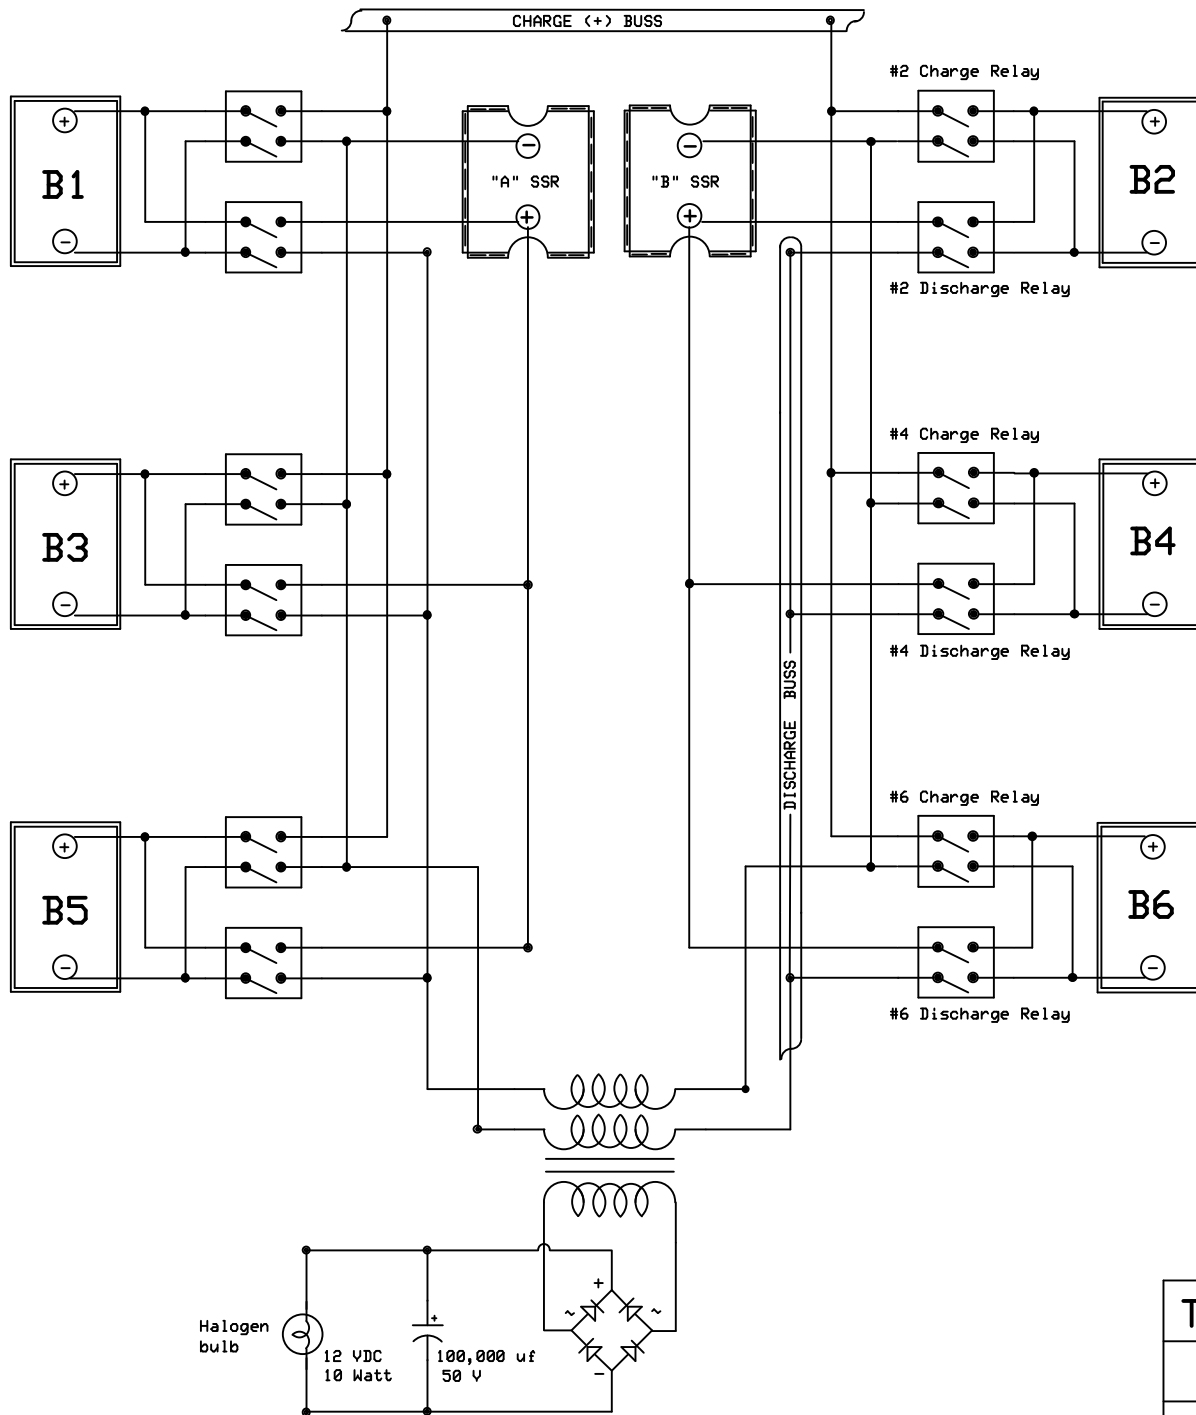 CHARGE (+) BUSS
#2 Charge Relay
+
+
B1
−
"A" SSR
+
−
"B" SSR
+
B2
−
−
#2 Discharge Relay
#4 Charge Relay
+
+
B3
B4
−
−
#4 Discharge Relay
DISCHARGE BUSS
#6 Charge Relay
+
+
B5
B6
−
−
#6 Discharge Relay
+
~
~
−
Halogen
bulb
12 VDC
10 Watt
+
100,000 uf
50 V
T